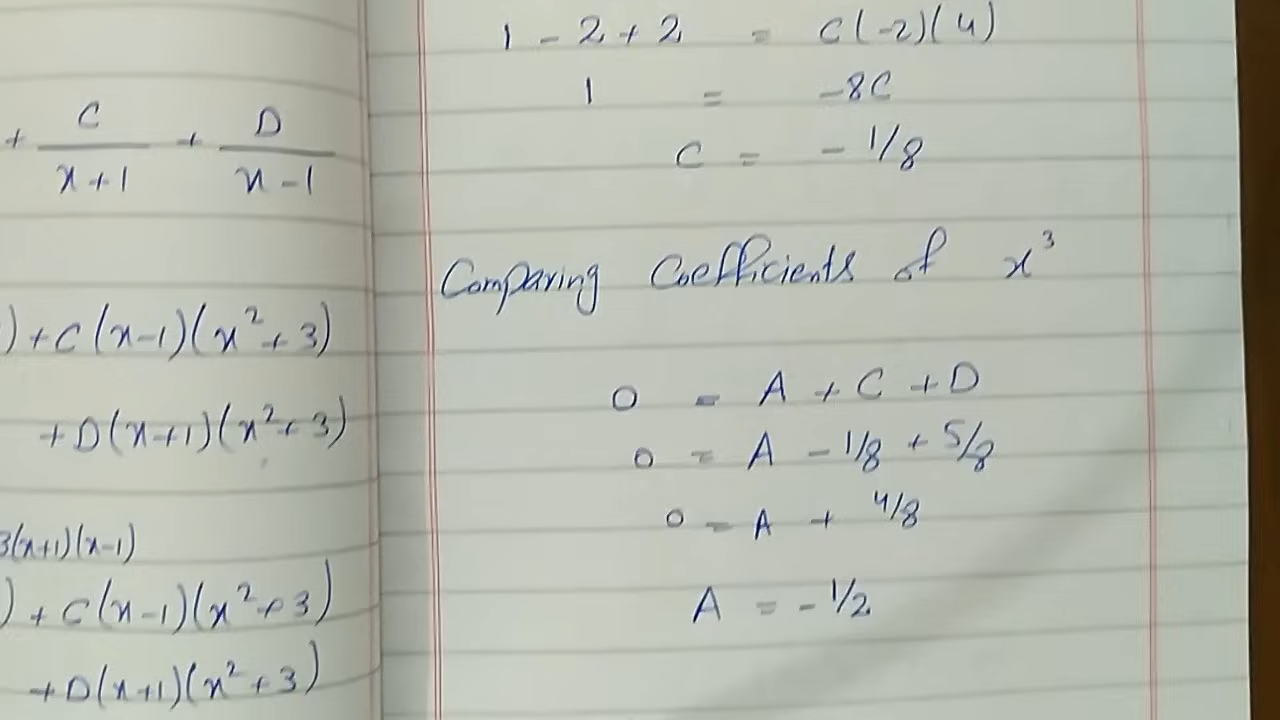 + C/x+1 + D/x-1
) + C(x-1)(x²+3)
+ D(x+1)(x²+3)
3(x+1)(x-1)
) + C(x-1)(x²+3)
+ D(x+1)(x²+3)
1 - 2 + 2 = C(-2)(4)
1 = -8C
C = - 1/8
Comparing Coefficients of x³
0 = A + C + D
0 = A - 1/8 + 5/8
0 = A + 4/8
A = - 1/2